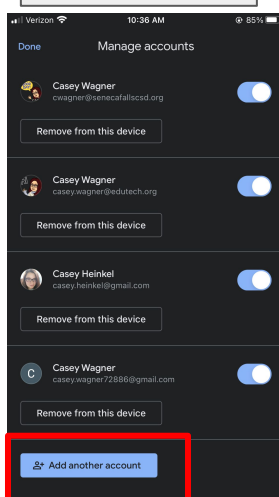 Verizon 10:36 AM 85%
Done Manage accounts
Casey Wagner
cwagner@senecafallscsd.org
Remove from this device
Casey Wagner
casey.wagner@edutech.org
Remove from this device
Casey Heinkel
casey.heinkel@gmail.com
Remove from this device
C Casey Wagner
casey.wagner72886@gmail.com
Remove from this device
Add another account